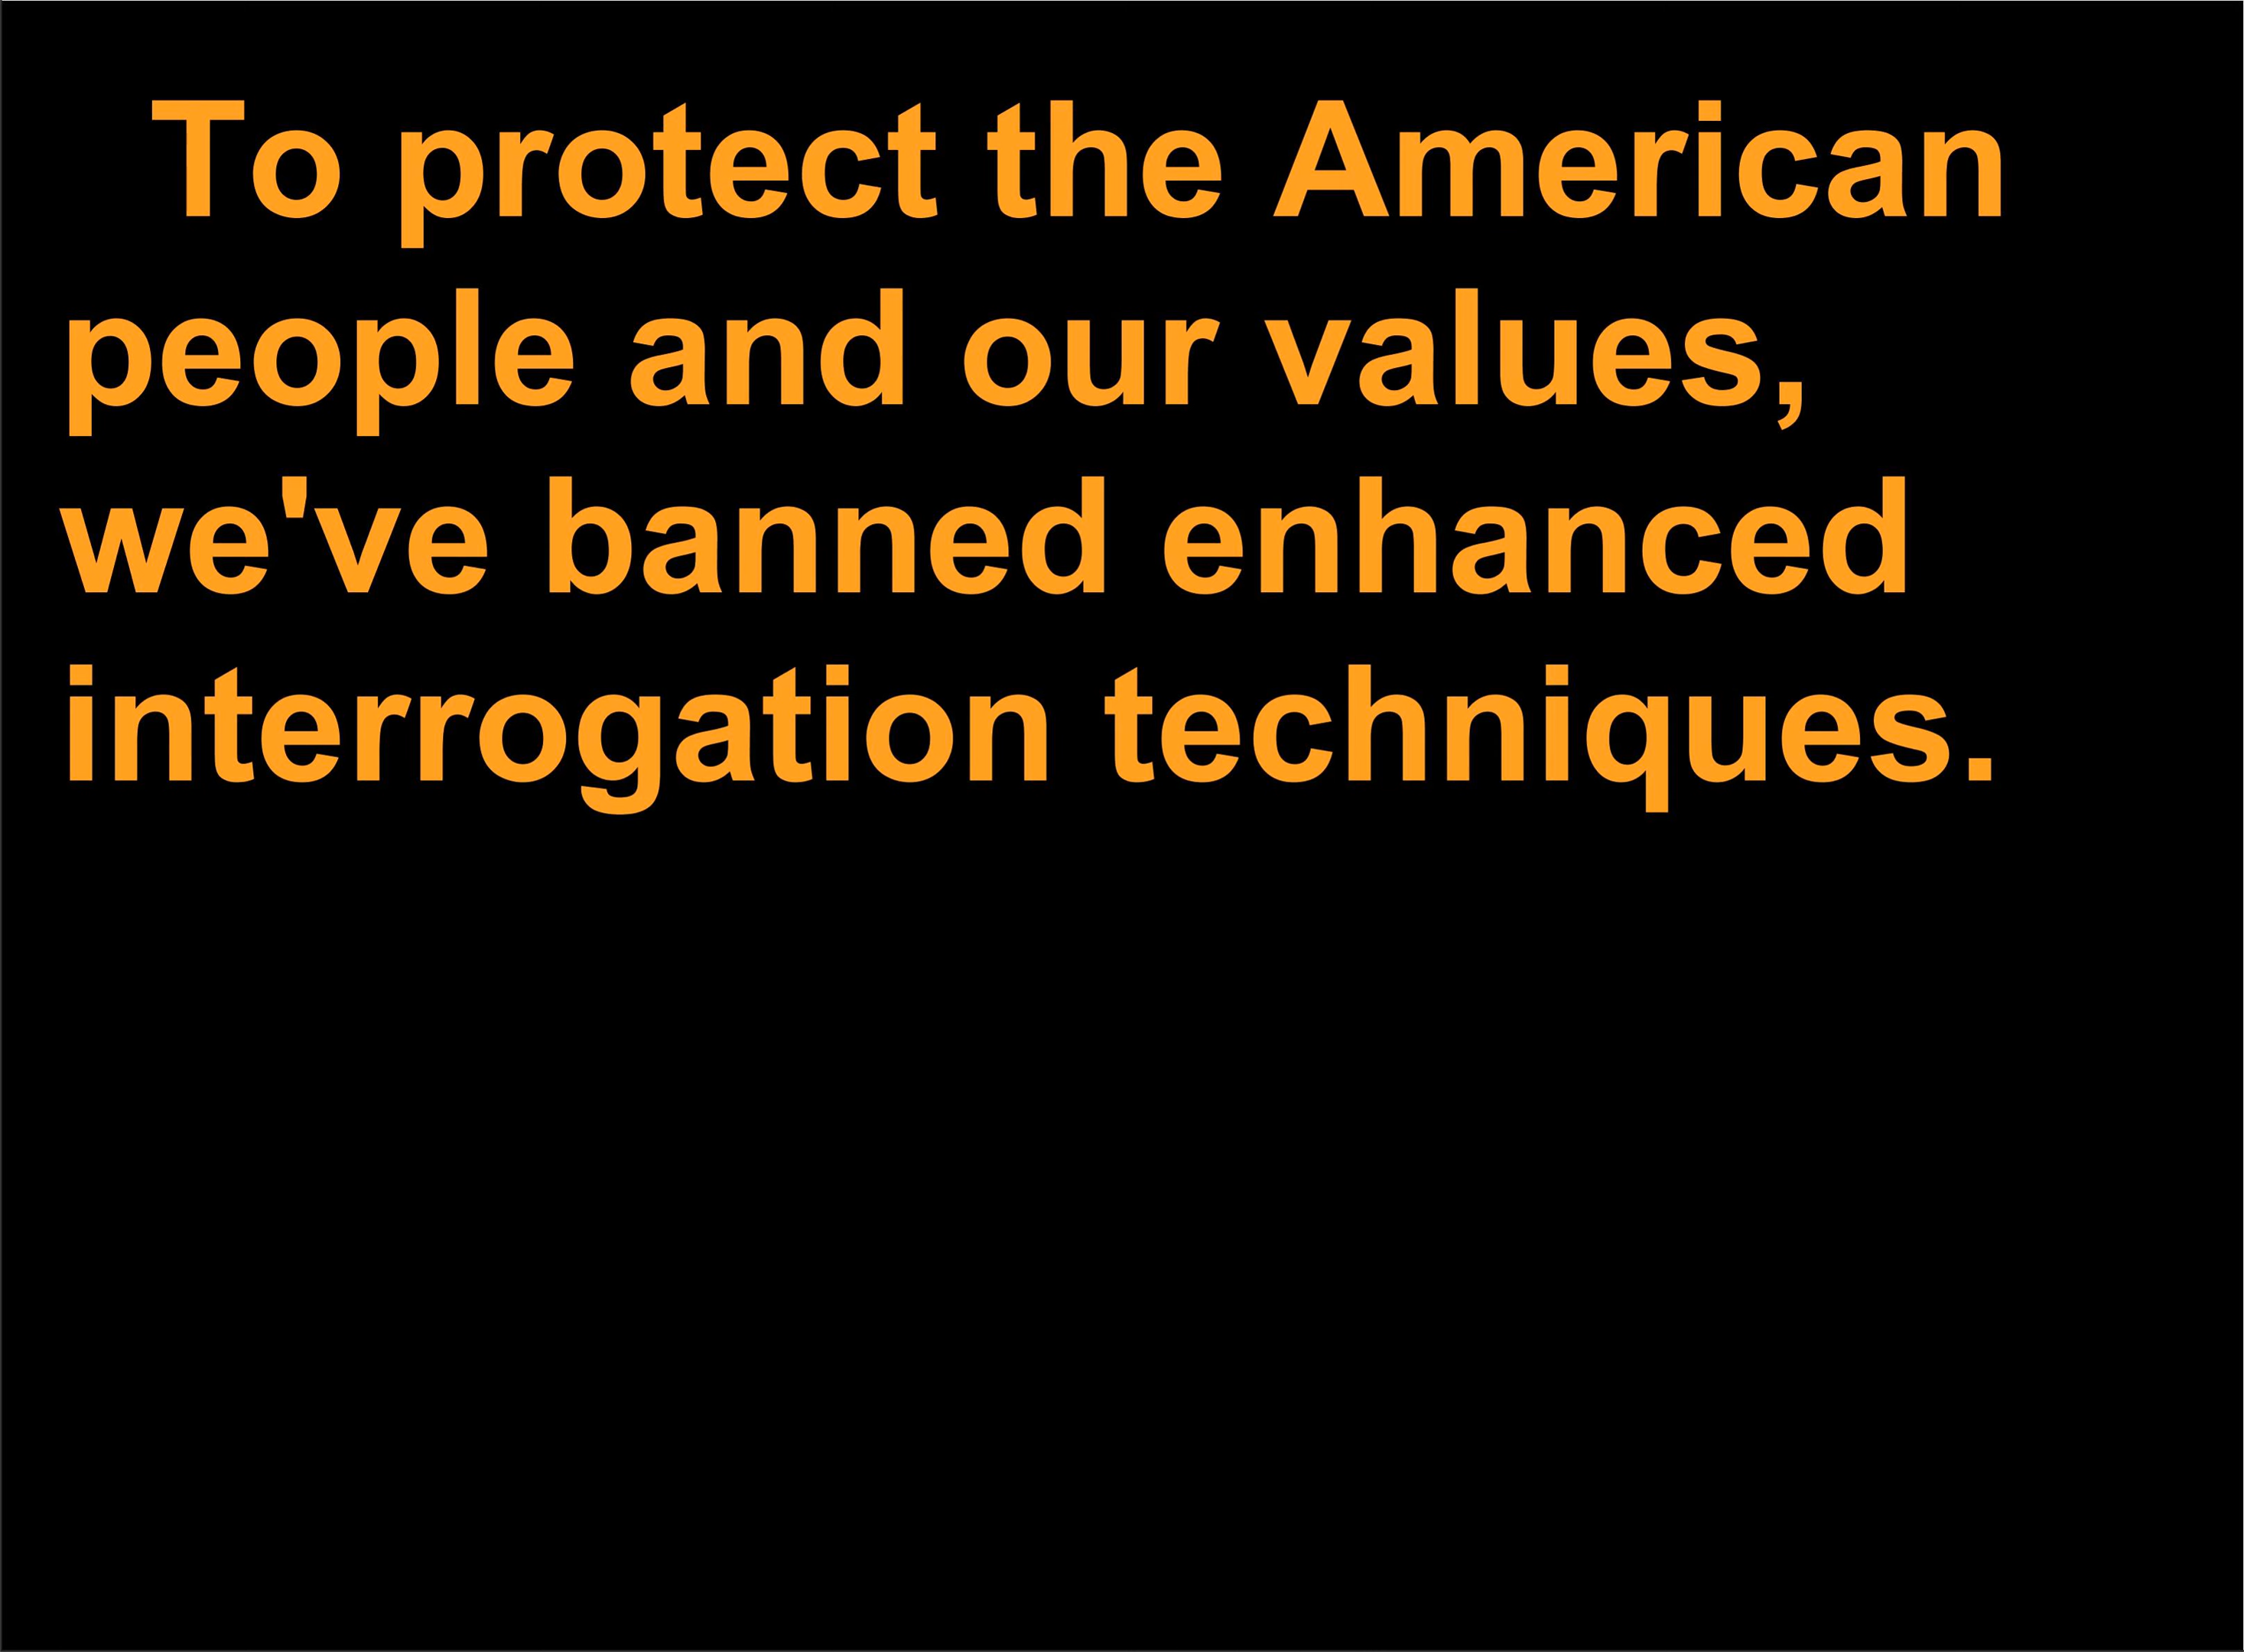 To protect the American
people and our values,
we've banned enhanced
interrogation techniques.